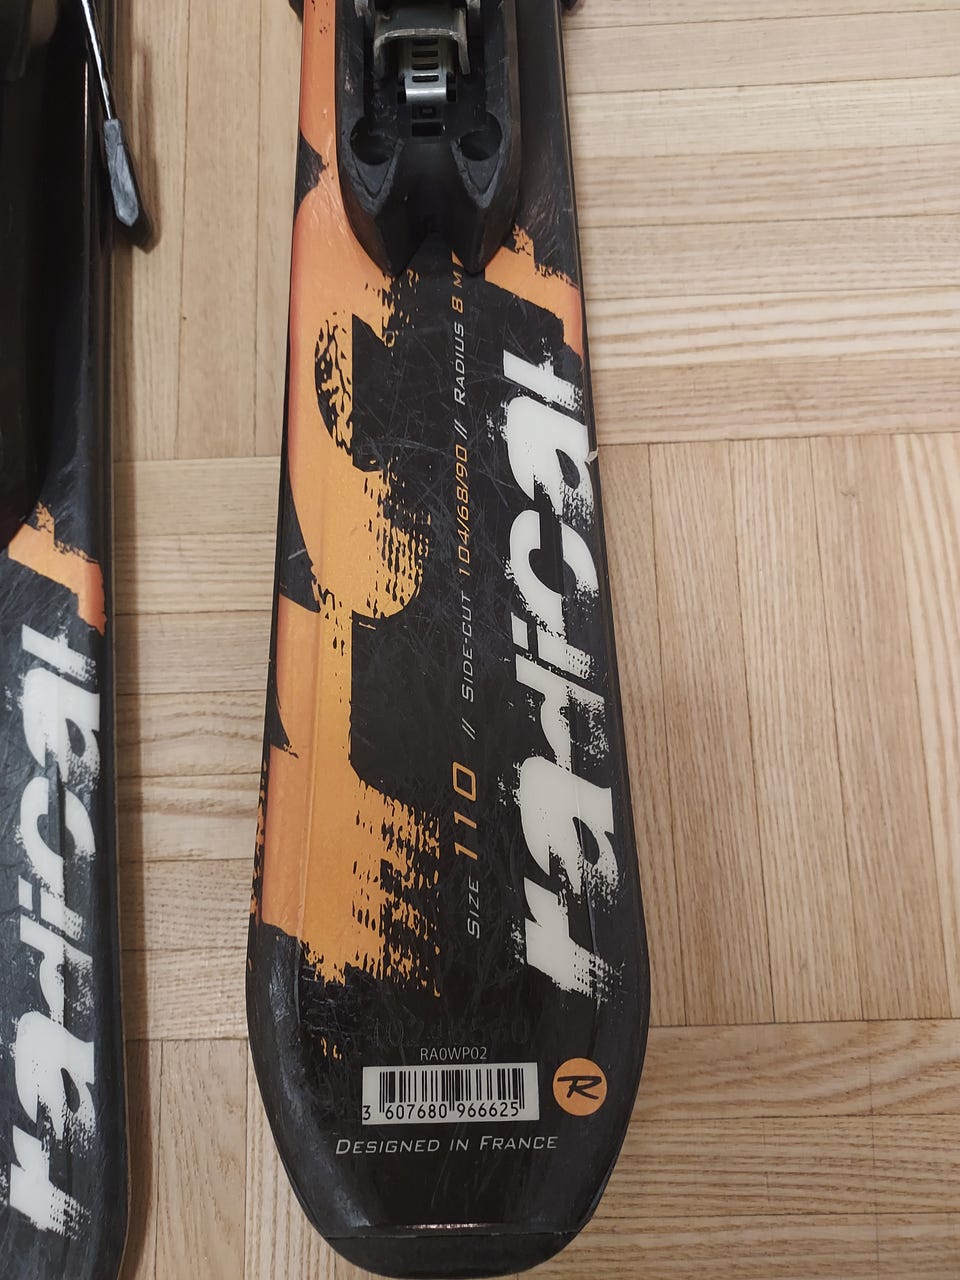 radical
SIZE 110 // SIDE-CUT 104/68/90 // RADIUS 8 M
radical
RA0WP02
3 607680 966625
R
DESIGNED IN FRANCE